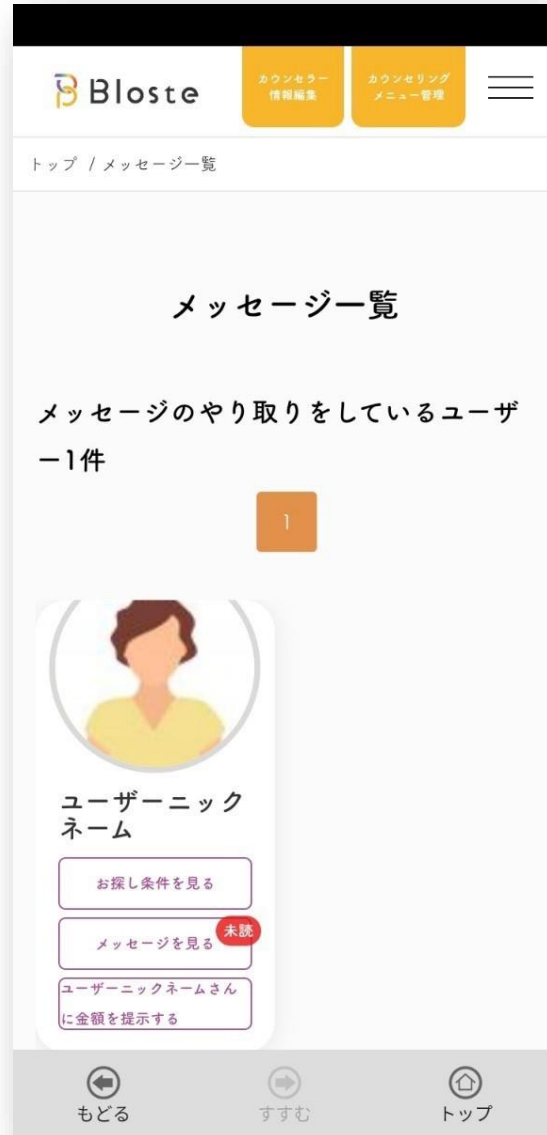 Bloste
カウンセラー
情報編集
カウンセリング
メニュー管理
トップ / メッセージ一覧
メッセージ一覧
メッセージのやり取りをしているユーザ
ー1件
1
ユーザーニック
ネーム
お探し条件を見る
未読
メッセージを見る
ユーザーニックネームさん
に金額を提示する
もどる
すすむ
トップ